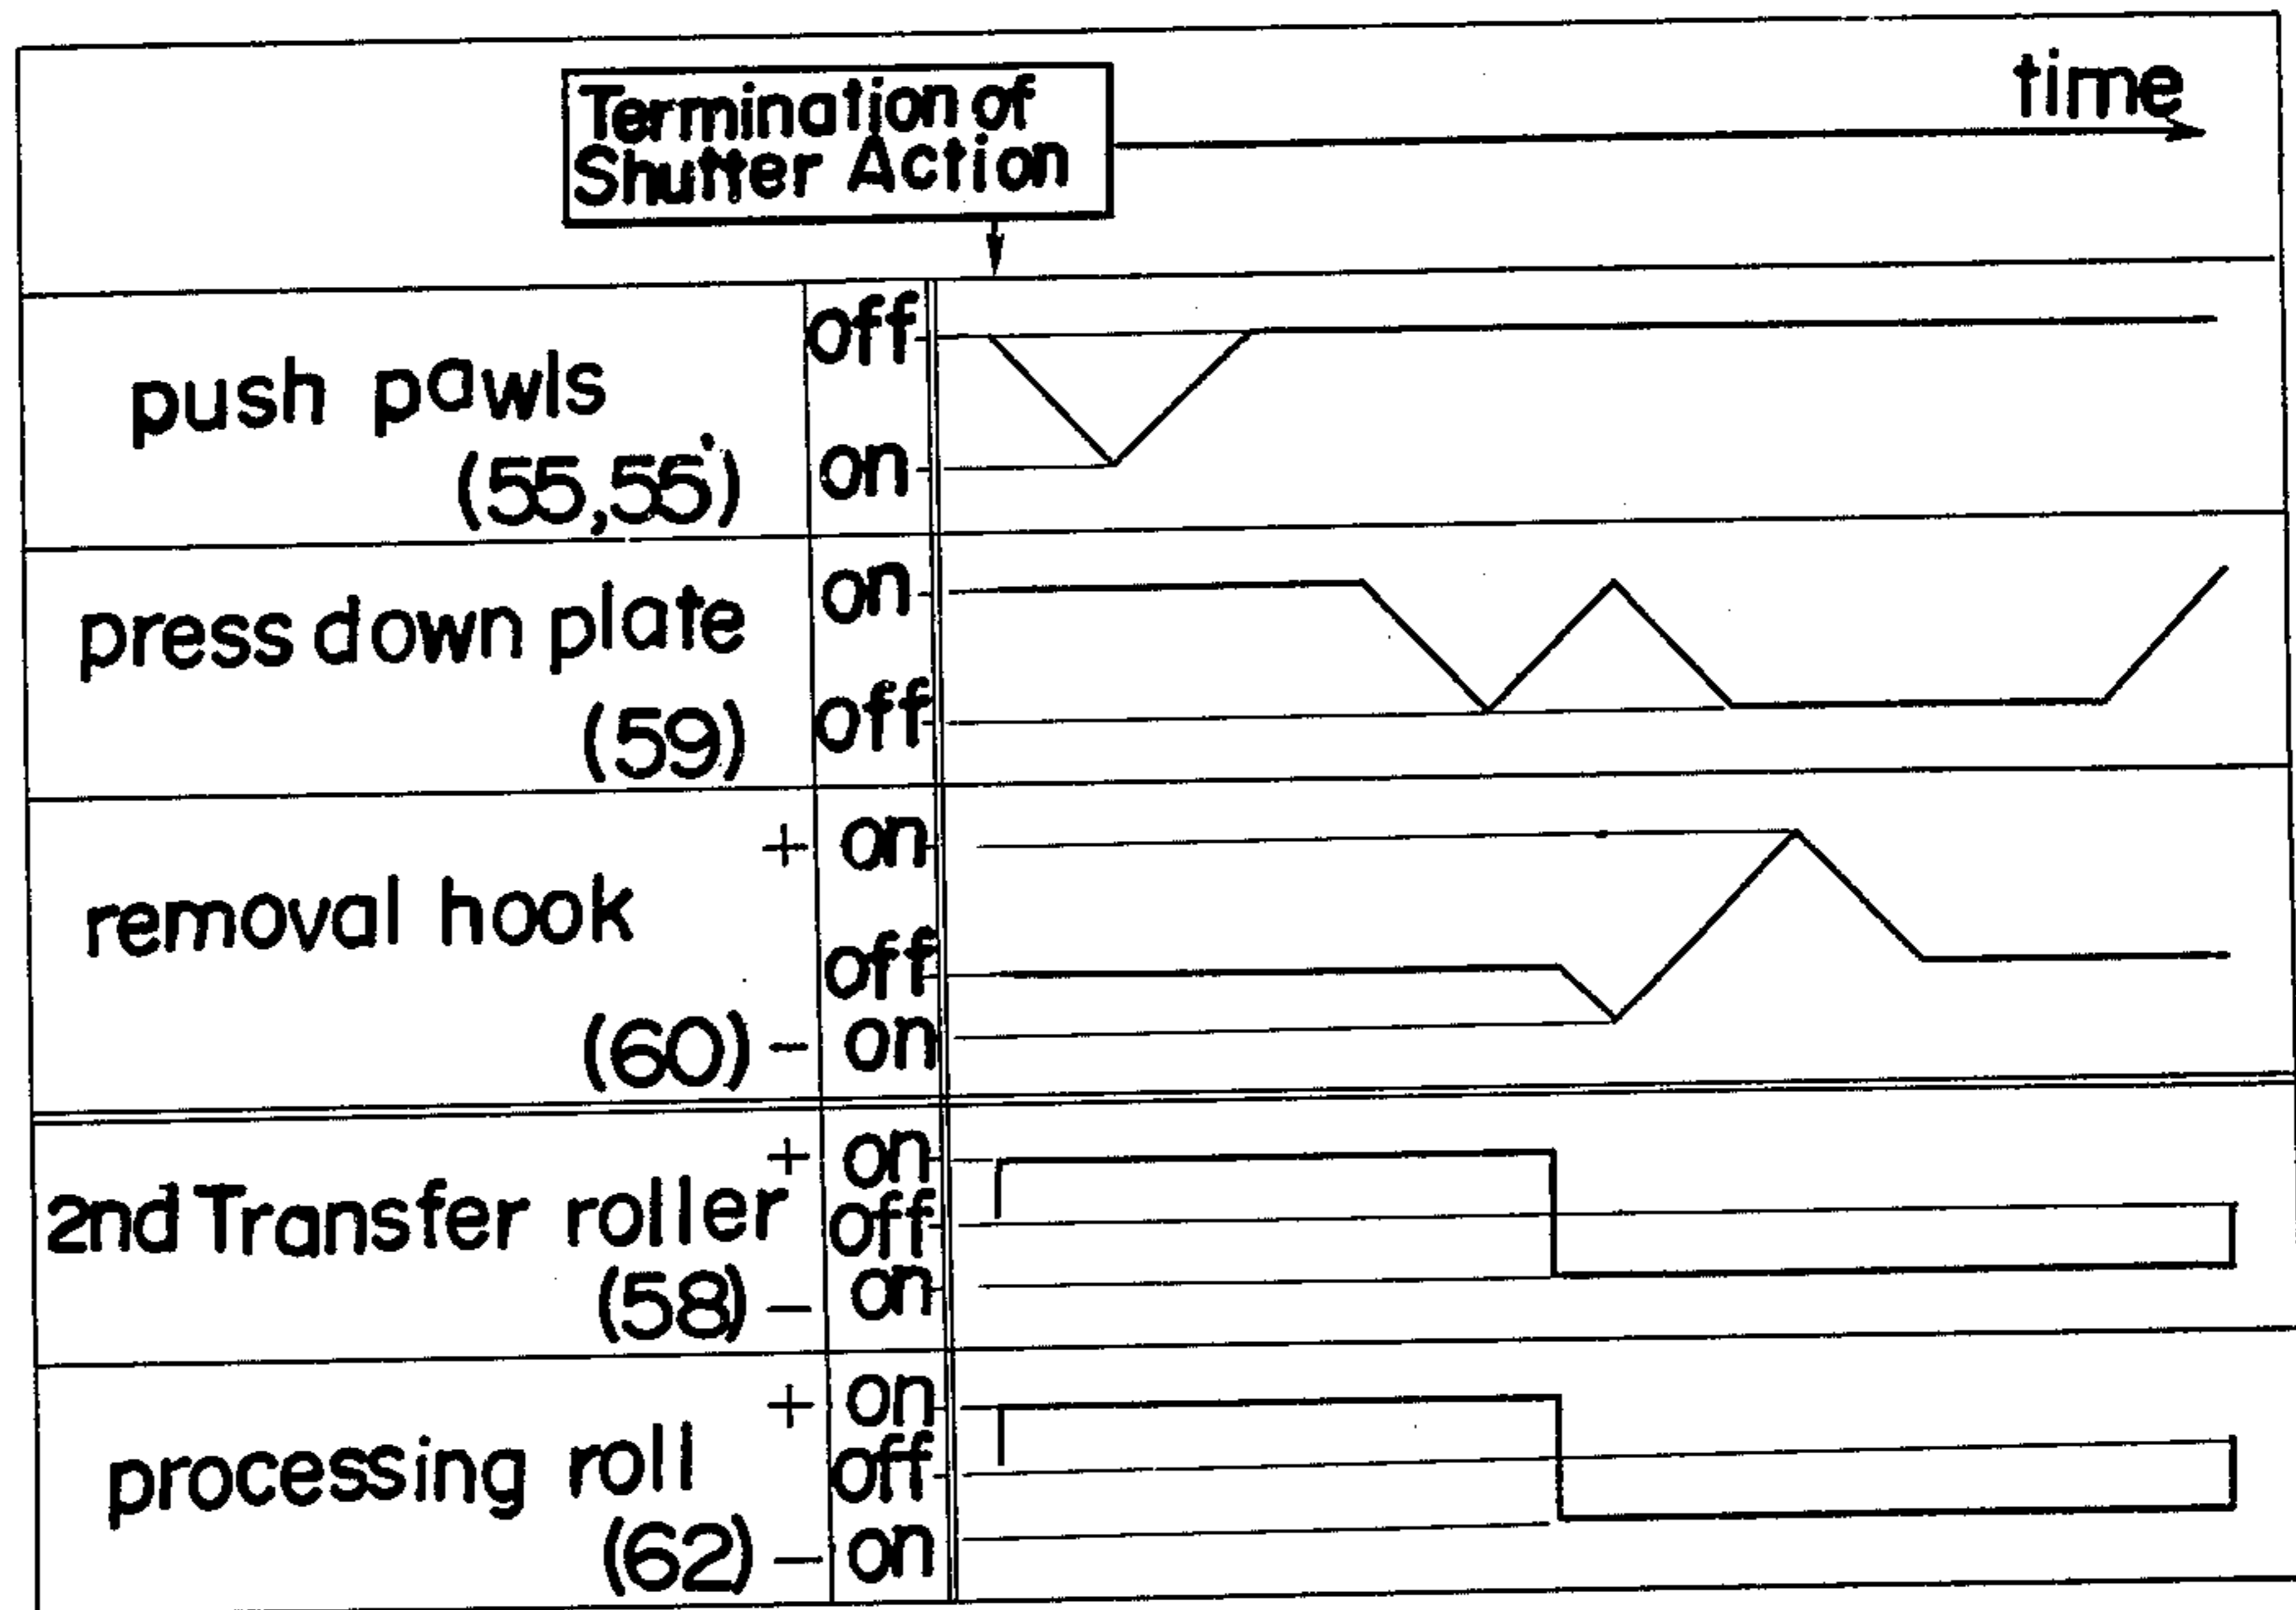 time
Termination of
Shutter Action
push pawls
(55,55')
off
on
press down plate
(59)
on
off
removal hook
(60)
+ on
off
- on
2nd Transfer roller
(58)
+ on
off
- on
processing roll
(62)
+ on
off
- on